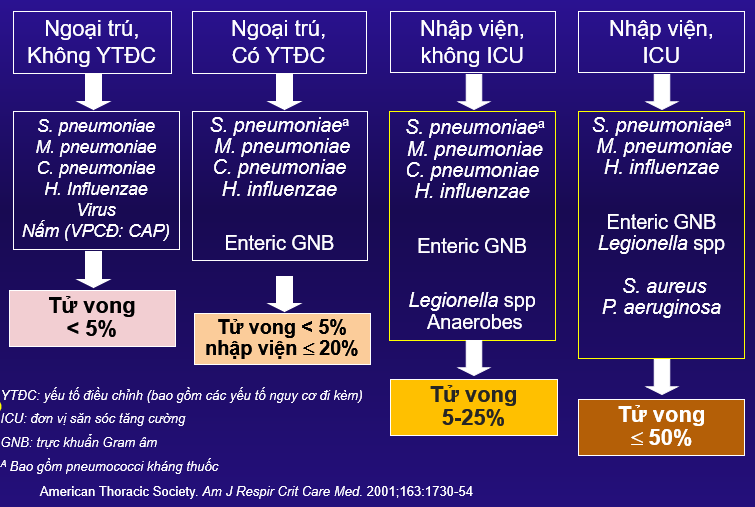 Ngoại trú,
Không YTĐC
Ngoại trú,
Có YTĐC
Nhập viện,
không ICU
Nhập viện,
ICU
S. pneumoniae
M. pneumoniae
C. pneumoniae
H. Influenzae
Virus
Nấm (VPCĐ: CAP)
S. pneumoniaeª
M. pneumoniae
C. pneumoniae
H. influenzae
Enteric GNB
S. pneumoniaeª
M. pneumoniae
C. pneumoniae
H. influenzae
Enteric GNB
Legionella spp
Anaerobes
S. pneumoniaeª
M. pneumoniae
H. influenzae
Enteric GNB
Legionella spp
S. aureus
P. aeruginosa
Tử vong
< 5%
Tử vong < 5%
nhập viện ≤ 20%
Tử vong
5-25%
Tử vong
≤ 50%
YTĐC: yếu tố điều chỉnh (bao gồm các yếu tố nguy cơ đi kèm)
ICU: đơn vị săn sóc tăng cường
GNB: trực khuẩn Gram âm
ᴬ Bao gồm pneumococci kháng thuốc
American Thoracic Society. Am J Respir Crit Care Med. 2001;163:1730-54